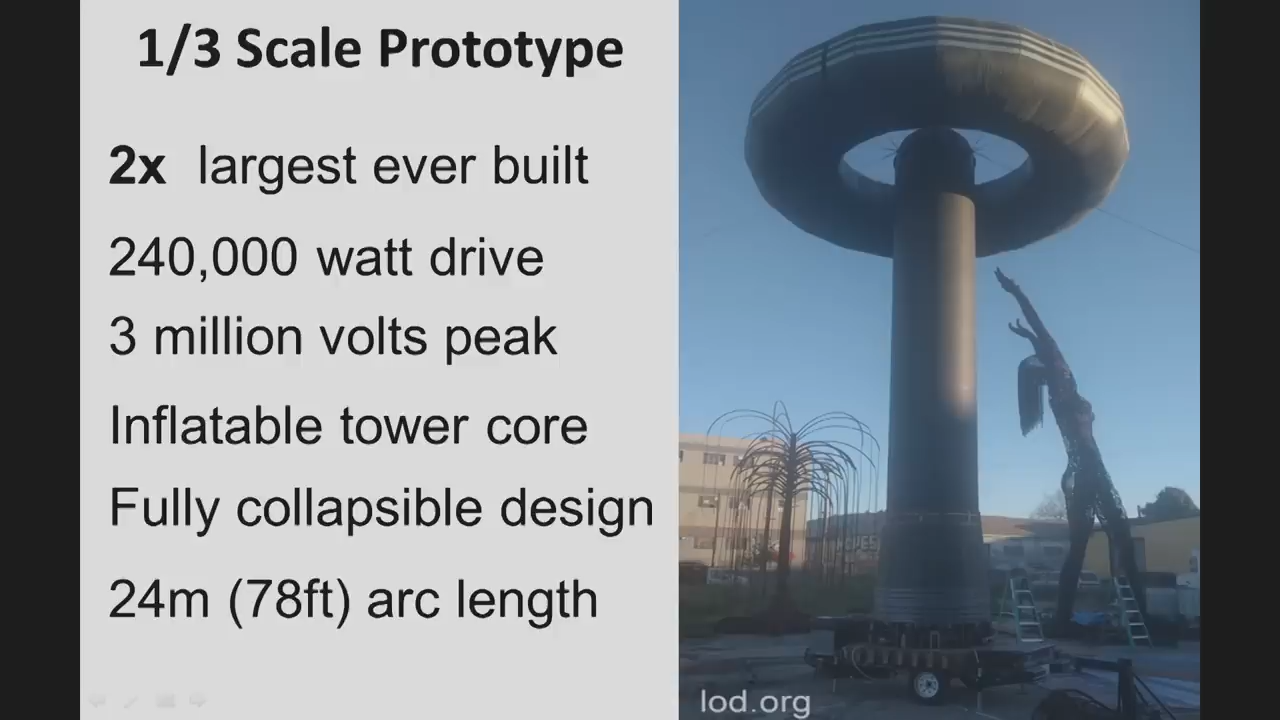 1/3 Scale Prototype
2x largest ever built
240,000 watt drive
3 million volts peak
Inflatable tower core
Fully collapsible design
24m (78ft) arc length
lod.org